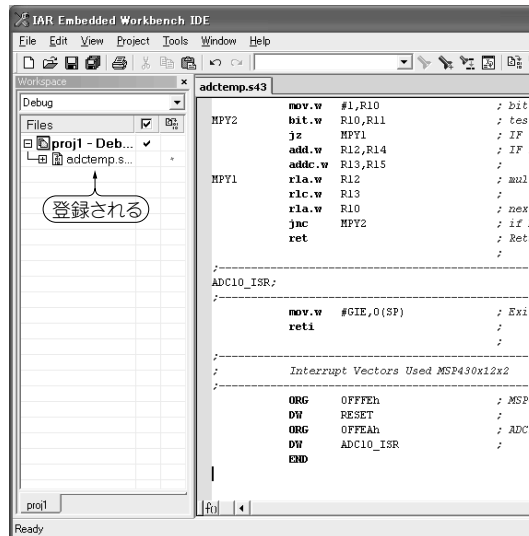 IAR Embedded Workbench IDE
File Edit View Project Tools Window Help
Workspace
adctemp.s43
Debug
Files
proj1 - Deb...
adctemp.s...
登録される
mov.w #1,R10 ; bit
MPY2 bit.w R10,R11 ; tes
jz MPY1 ; IF
add.w R12,R14 ; IF
addc.w R13,R15 ;
MPY1 rla.w R12 ; mul
rlc.w R13 ;
rla.w R10 ; nex
jnc MPY2 ; if
ret ; Ret
;
;-------------------------------------------
ADC10_ISR;
;-------------------------------------------
mov.w #GIE,0(SP) ; Exi
reti ;
;
;-------------------------------------------
; Interrupt Vectors Used MSP430x12x2
;-------------------------------------------
ORG 0FFFEh ; MSP
DW RESET ;
ORG 0FFEAh ; ADC
DW ADC10_ISR ;
END
proj1
f()
Ready